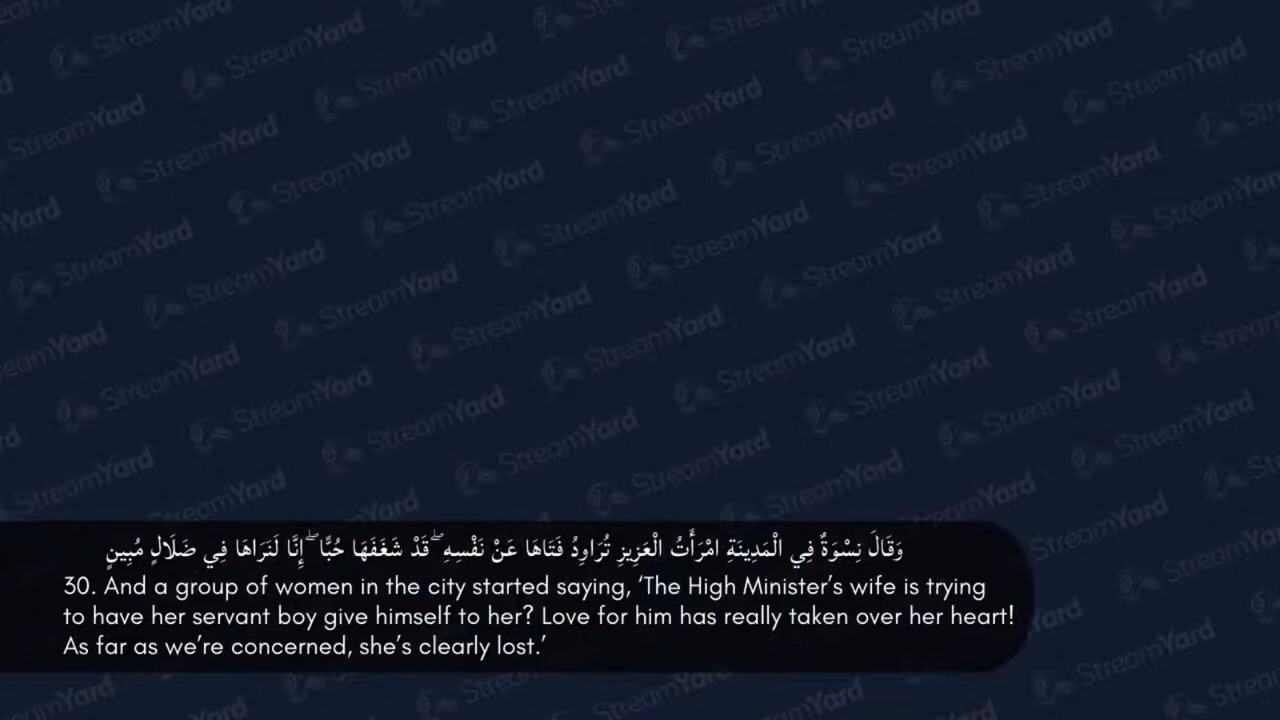 وَقَالَ نِسْوَةٌ فِي الْمَدِينَةِ امْرَأَتُ الْعَزِيزِ تُرَاوِدُ فَتَاهَا عَنْ نَفْسِهِ ۖ قَدْ شَغَفَهَا حُبًّا ۖ إِنَّا لَنَرَاهَا فِي ضَلَالٍ مُبِينٍ
30. And a group of women in the city started saying, ‘The High Minister’s wife is trying
to have her servant boy give himself to her? Love for him has really taken over her heart!
As far as we’re concerned, she’s clearly lost.’
StreamYard